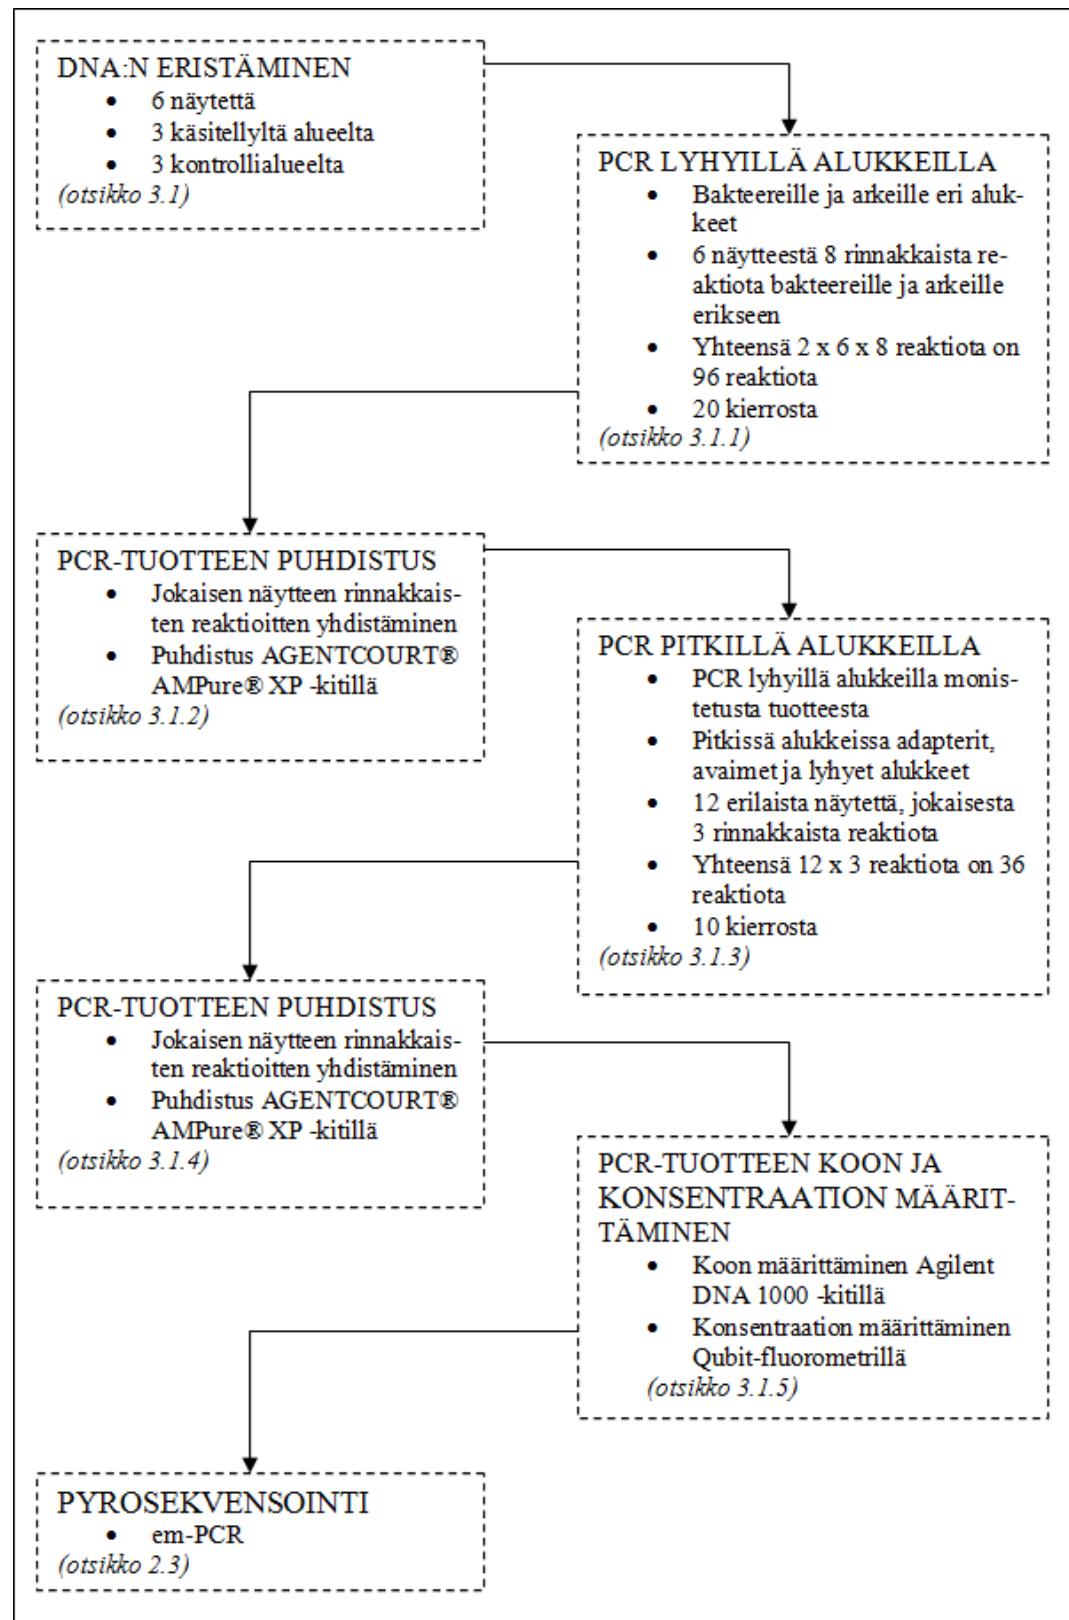 DNA:N ERISTÄMINEN
• 6 näytettä
• 3 käsitellyltä alueelta
• 3 kontrollialueelta
(otsikko 3.1)
PCR LYHYILLÄ ALUKKEILLA
• Bakteereille ja arkeille eri aluk-
keet
• 6 näytteestä 8 rinnakkaista re-
aktiota bakteereille ja arkeille
erikseen
• Yhteensä 2 x 6 x 8 reaktiota on
96 reaktiota
• 20 kierrosta
(otsikko 3.1.1)
PCR-TUOTTEEN PUHDISTUS
• Jokaisen näytteen rinnakkais-
ten reaktioitten yhdistäminen
• Puhdistus AGENTCOURT®
AMPure® XP -kitillä
(otsikko 3.1.2)
PCR PITKILLÄ ALUKKEILLA
• PCR lyhyillä alukkeilla monis-
tetusta tuotteesta
• Pitkissä alukkeissa adapterit,
avaimet ja lyhyet alukkeet
• 12 erilaista näytettä, jokaisesta
3 rinnakkaista reaktiota
• Yhteensä 12 x 3 reaktiota on 36
reaktiota
• 10 kierrosta
(otsikko 3.1.3)
PCR-TUOTTEEN PUHDISTUS
• Jokaisen näytteen rinnakkais-
ten reaktioitten yhdistäminen
• Puhdistus AGENTCOURT®
AMPure® XP -kitillä
(otsikko 3.1.4)
PCR-TUOTTEEN KOON JA
KONSENTRAATION MÄÄRIT-
TÄMINEN
• Koon määrittäminen Agilent
DNA 1000 -kitillä
• Konsentraation määrittäminen
Qubit-fluorometrillä
(otsikko 3.1.5)
PYROSEKVENSOINTI
• em-PCR
(otsikko 2.3)